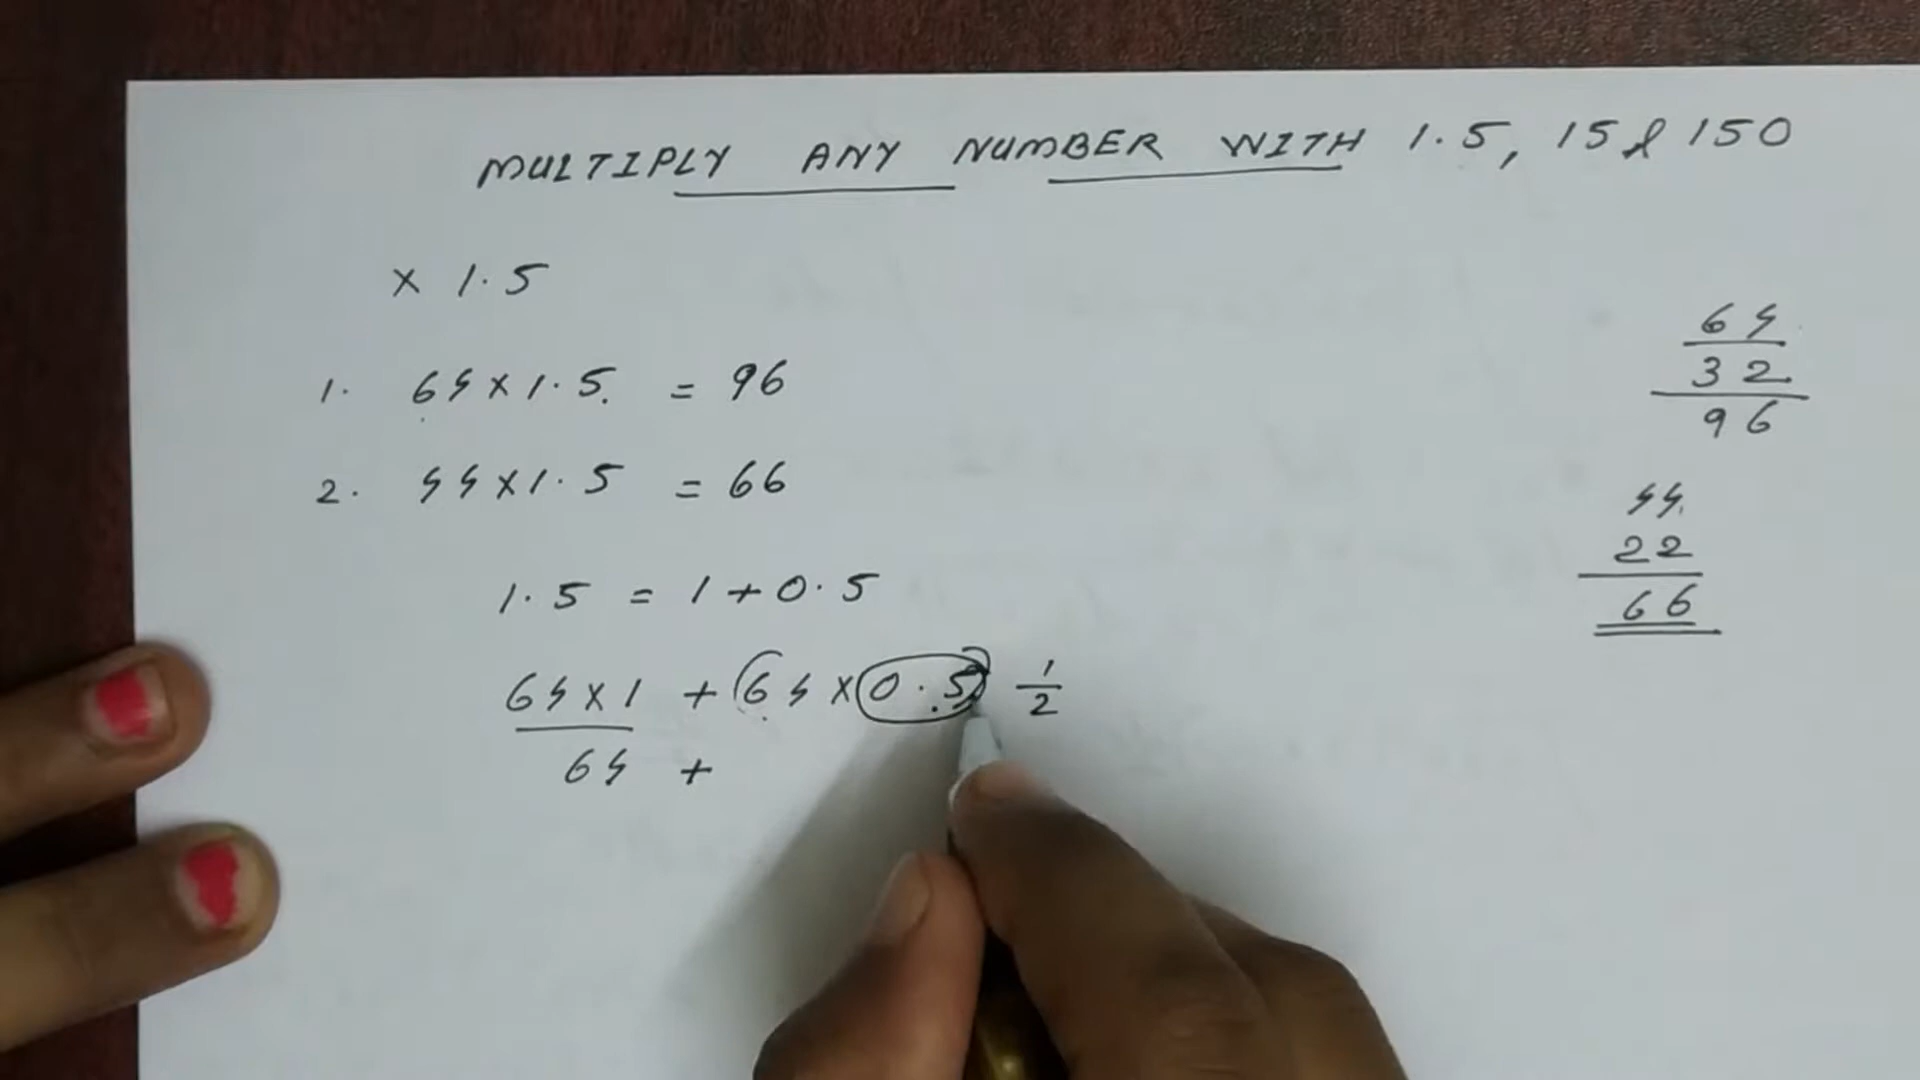 MULTIPLY ANY NUMBER WITH 1.5, 15 & 150
× 1.5
1. 64×1.5. = 96
2. 44×1.5 = 66
1.5 = 1+0.5
64×1 + (64×0.5) 1/2
64 +
64
32
96
44
22
66